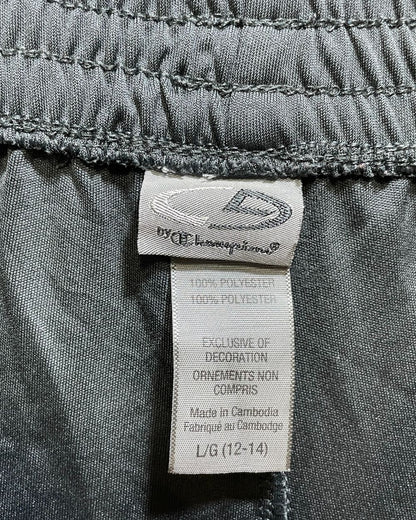 BY Champion®
100% POLYESTER
100% POLYESTER
EXCLUSIVE OF
DECORATION
ORNEMENTS NON
COMPRIS
Made in Cambodia
Fabriqué au Cambodge
L/G (12-14)